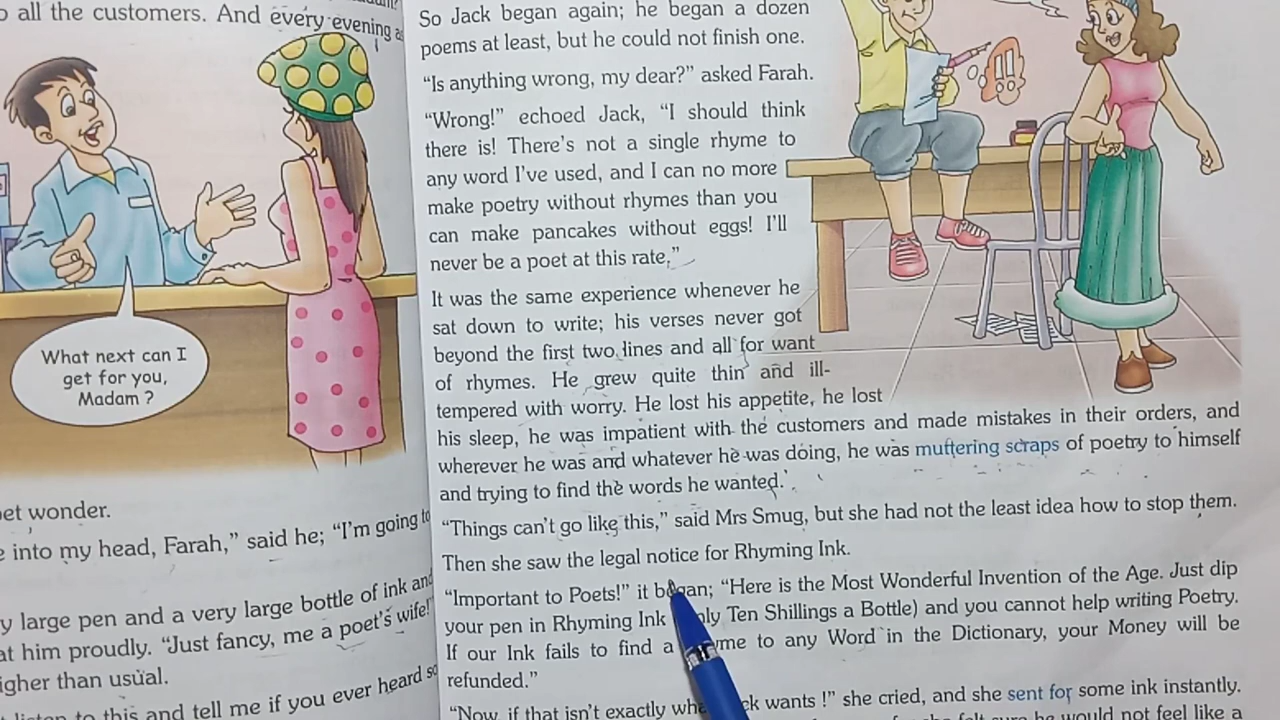 o all the customers. And every evening
What next can I
get for you,
Madam ?
et wonder.
e into my head, Farah," said he; "I'm going to
y large pen and a very large bottle of ink and
at him proudly. "Just fancy, me a poet's wife!"
igher than usual.
to this and tell me if you ever heard
So Jack began again; he began a dozen
poems at least, but he could not finish one.
"Is anything wrong, my dear?" asked Farah.
"Wrong!" echoed Jack, "I should think
there is! There's not a single rhyme to
any word I've used, and I can no more
make poetry without rhymes than you
can make pancakes without eggs! I'll
never be a poet at this rate,"
It was the same experience whenever he
sat down to write; his verses never got
beyond the first two lines and all for want
of rhymes. He grew quite thin and ill-
tempered with worry. He lost his appetite, he lost
his sleep, he was impatient with the customers and made mistakes in their orders, and
wherever he was and whatever he was doing, he was muttering scraps of poetry to himself
and trying to find the words he wanted.
"Things can't go like this," said Mrs Smug, but she had not the least idea how to stop them.
Then she saw the legal notice for Rhyming Ink.
"Important to Poets!" it began; "Here is the Most Wonderful Invention of the Age. Just dip
your pen in Rhyming Ink Ten Shillings a Bottle) and you cannot help writing Poetry.
If our Ink fails to find a to any Word in the Dictionary, your Money will be
refunded."
"Now, if that isn't exactly wants !" she cried, and she sent for some ink instantly.
he would not feel like a